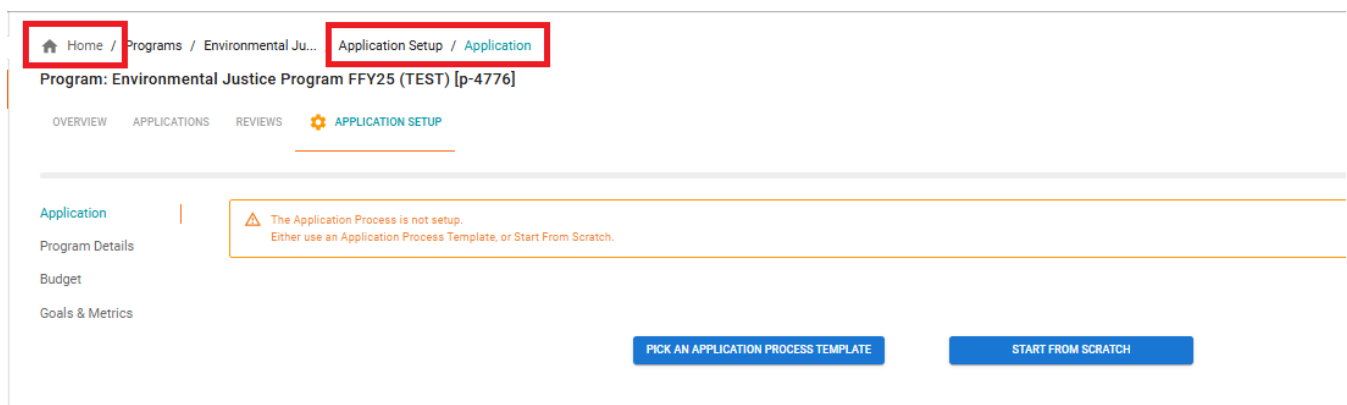 Home / Programs / Environmental Ju... Application Setup / Application
Program: Environmental Justice Program FFY25 (TEST) [p-4776]
OVERVIEW APPLICATIONS REVIEWS APPLICATION SETUP
Application
Program Details
Budget
Goals & Metrics
The Application Process is not setup.
Either use an Application Process Template, or Start From Scratch.
PICK AN APPLICATION PROCESS TEMPLATE START FROM SCRATCH